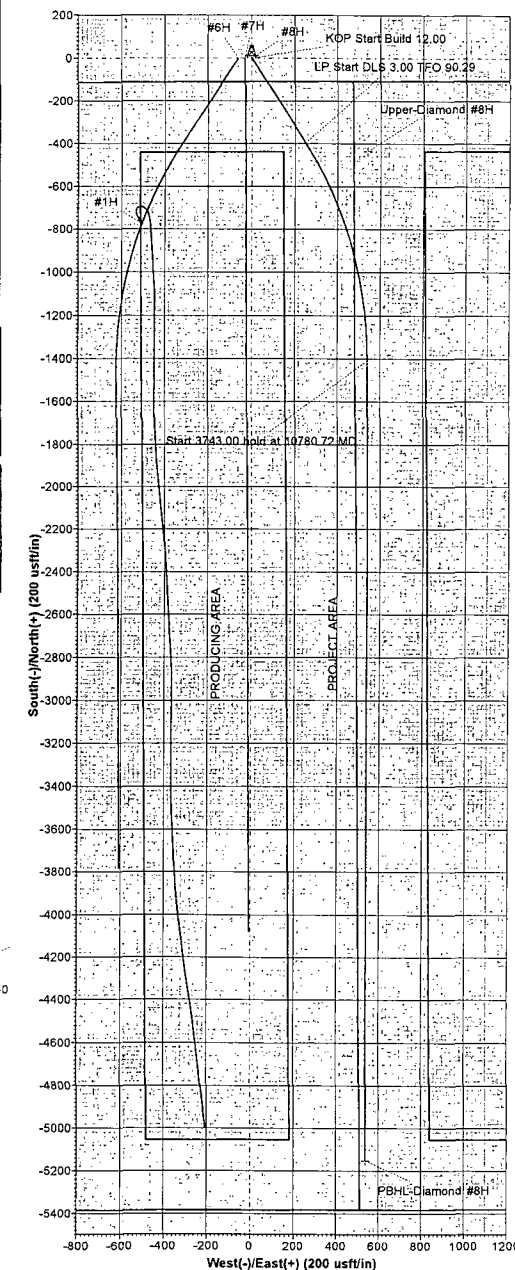 #6H #7H #8H
KOP Start Build 12.00
LP Start DLS 3.00 TFO 90.29
Upper-Diamond #8H
#1H
Start 3743.00 hold at 10780.72 MD
PRODUCING AREA
PROJECT AREA
PBHL-Diamond #8H
South(-)/North(+) (200 usft/in)
200
0
-200
-400
-600
-800
-1000
-1200
-1400
-1600
-1800
-2000
-2200
-2400
-2600
-2800
-3000
-3200
-3400
-3600
-3800
-4000
-4200
-4400
-4600
-4800
-5000
-5200
-5400
-800 -600 -400 -200 0 200 400 600 800 1000 1200
West(-)/East(+) (200 usft/in)